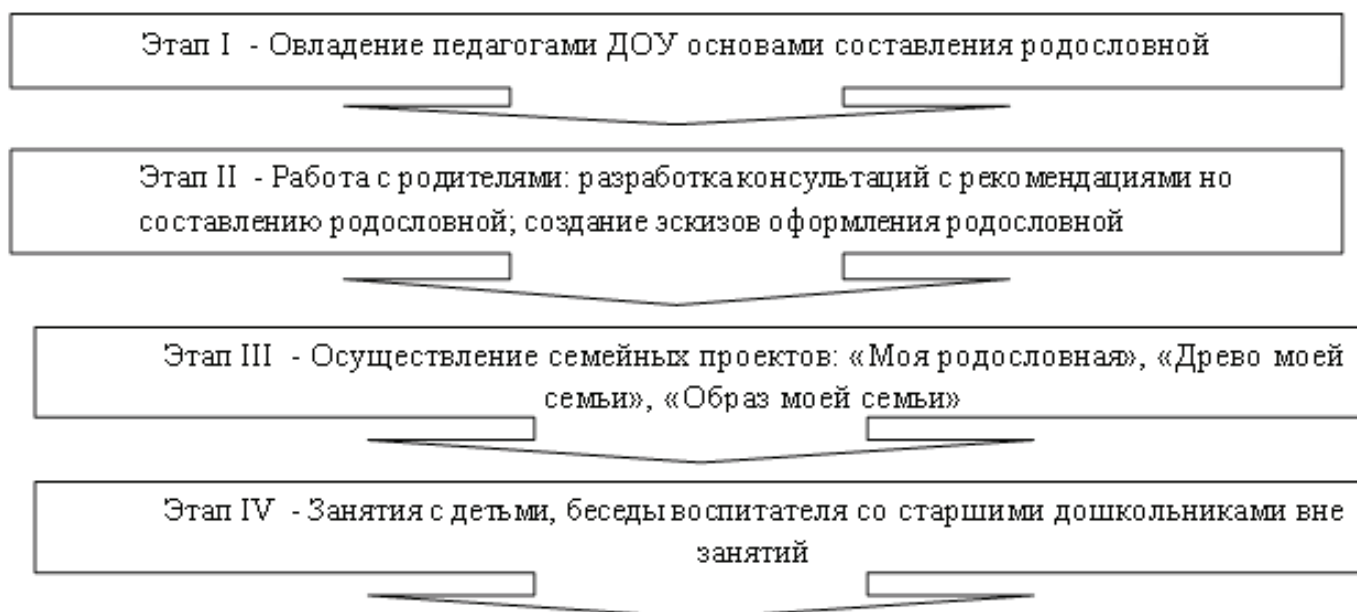 Этап I - Овладение педагогами ДОУ основами составления родословной
Этап II - Работа с родителями: разработка консультаций с рекомендациями но
составлению родословной; создание эскизов оформления родословной
Этап III - Осуществление семейных проектов: «Моя родословная», «Древо моей
семьи», «Образ моей семьи»
Этап IV - Занятия с детьми, беседы воспитателя со старшими дошкольниками вне
занятий